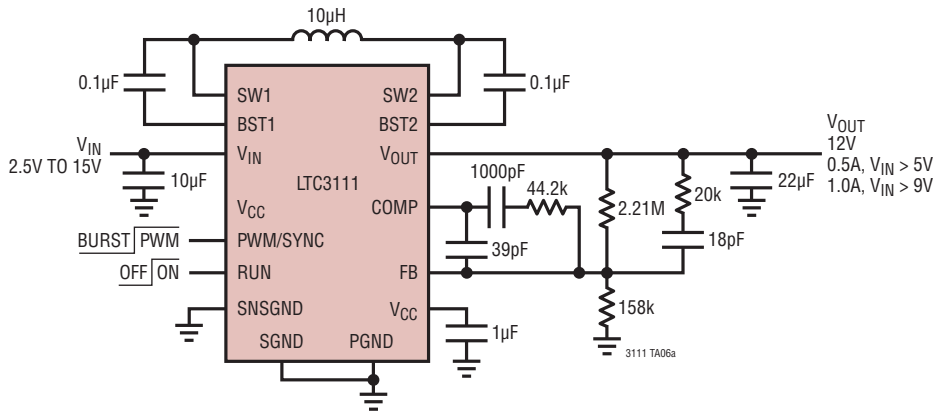 10µH
0.1µF
0.1µF
SW1
SW2
BST1
BST2
V_IN
2.5V TO 15V
V_IN
V_OUT
V_OUT
12V
0.5A, V_IN > 5V
1.0A, V_IN > 9V
10µF
LTC3111
1000pF
44.2k
2.21M
20k
22µF
V_CC
COMP
39pF
18pF
BURST PWM
PWM/SYNC
OFF ON
RUN
FB
SNSGND
V_CC
1µF
158k
SGND
PGND
3111 TA06a